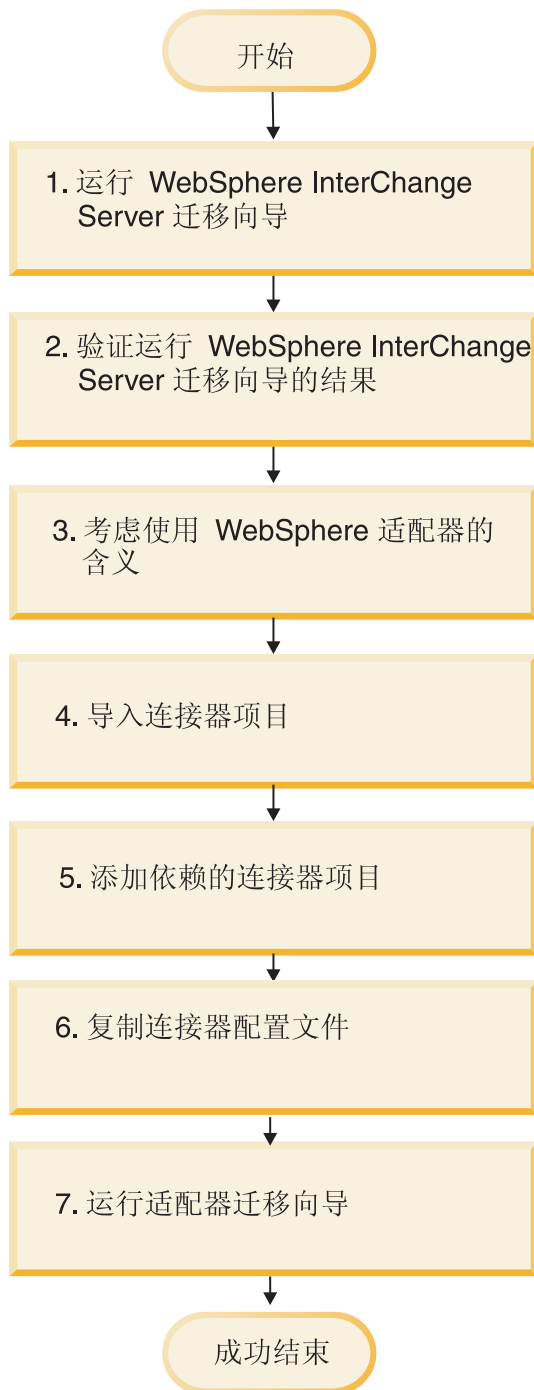 开始
1. 运行 WebSphere InterChange
Server 迁移向导
2. 验证运行 WebSphere InterChange
Server 迁移向导的结果
3. 考虑使用 WebSphere 适配器的
含义
4. 导入连接器项目
5. 添加依赖的连接器项目
6. 复制连接器配置文件
7. 运行适配器迁移向导
成功结束